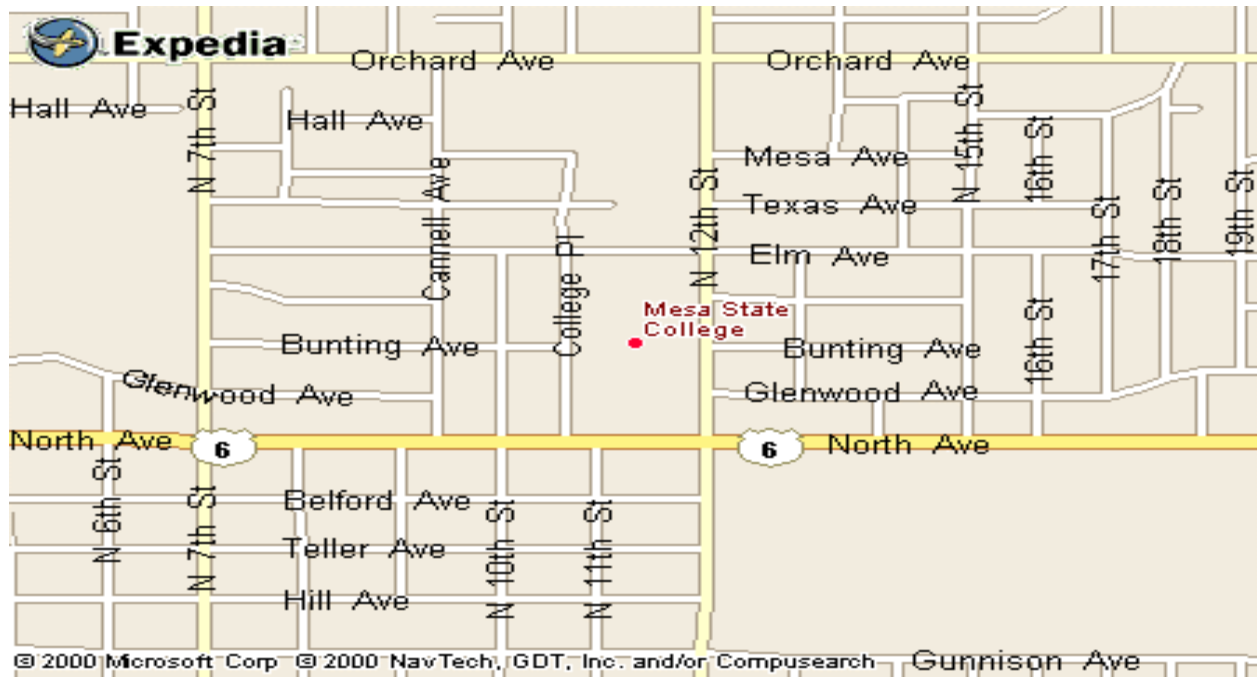 Expedia
Orchard Ave
Orchard Ave
Hall Ave
Hall Ave
N 7th St
Cannell Ave
College Pl
N 12th St
Mesa Ave
Texas Ave
Elm Ave
N 15th St
16th St
17th St
18th St
19th St
Mesa State
College
Bunting Ave
Bunting Ave
16th St
Glenwood Ave
Glenwood Ave
North Ave
6
6
North Ave
N 6th St
N 7th St
Belford Ave
Teller Ave
Hill Ave
N 10th St
N 11th St
© 2000 Microsoft Corp © 2000 NavTech, GDT, Inc. and/or Compusearch
Gunnison Ave